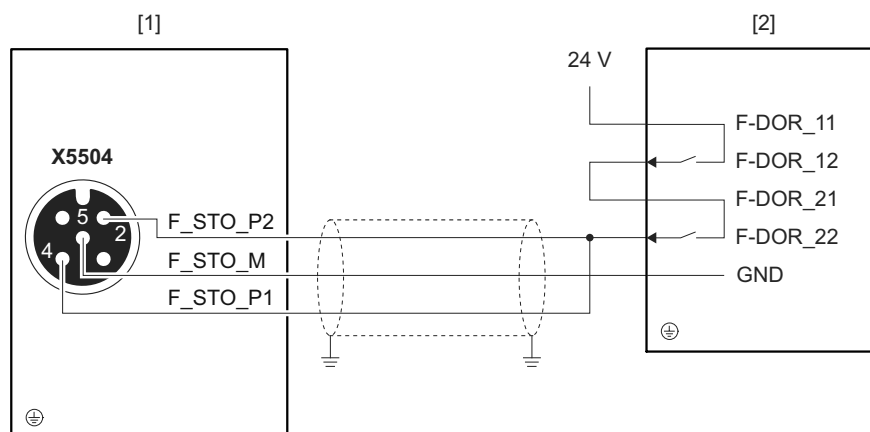 [1]
[2]
24 V
F-DOR_11
X5504
F-DOR_12
F-DOR_21
5
F_STO_P2
2
F-DOR_22
4
F_STO_M
GND
F_STO_P1